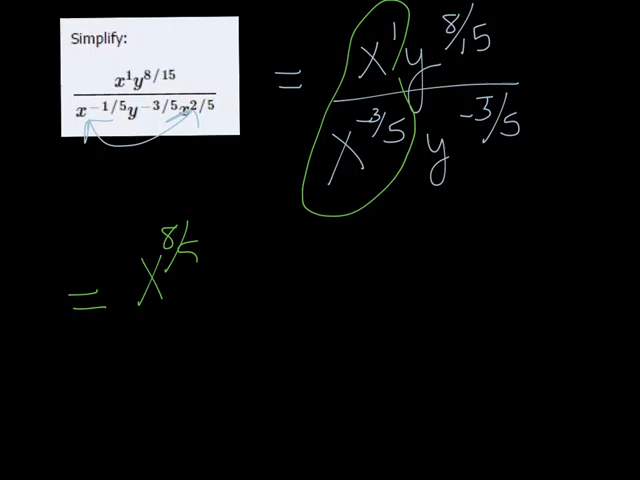 Simplify:
x^1 y^{8/15}
x^{-1/5} y^{-3/5} x^{2/5}
= x^1 y^{8/15}
x^{-3/5} y^{-3/5}
= x^{8/5}